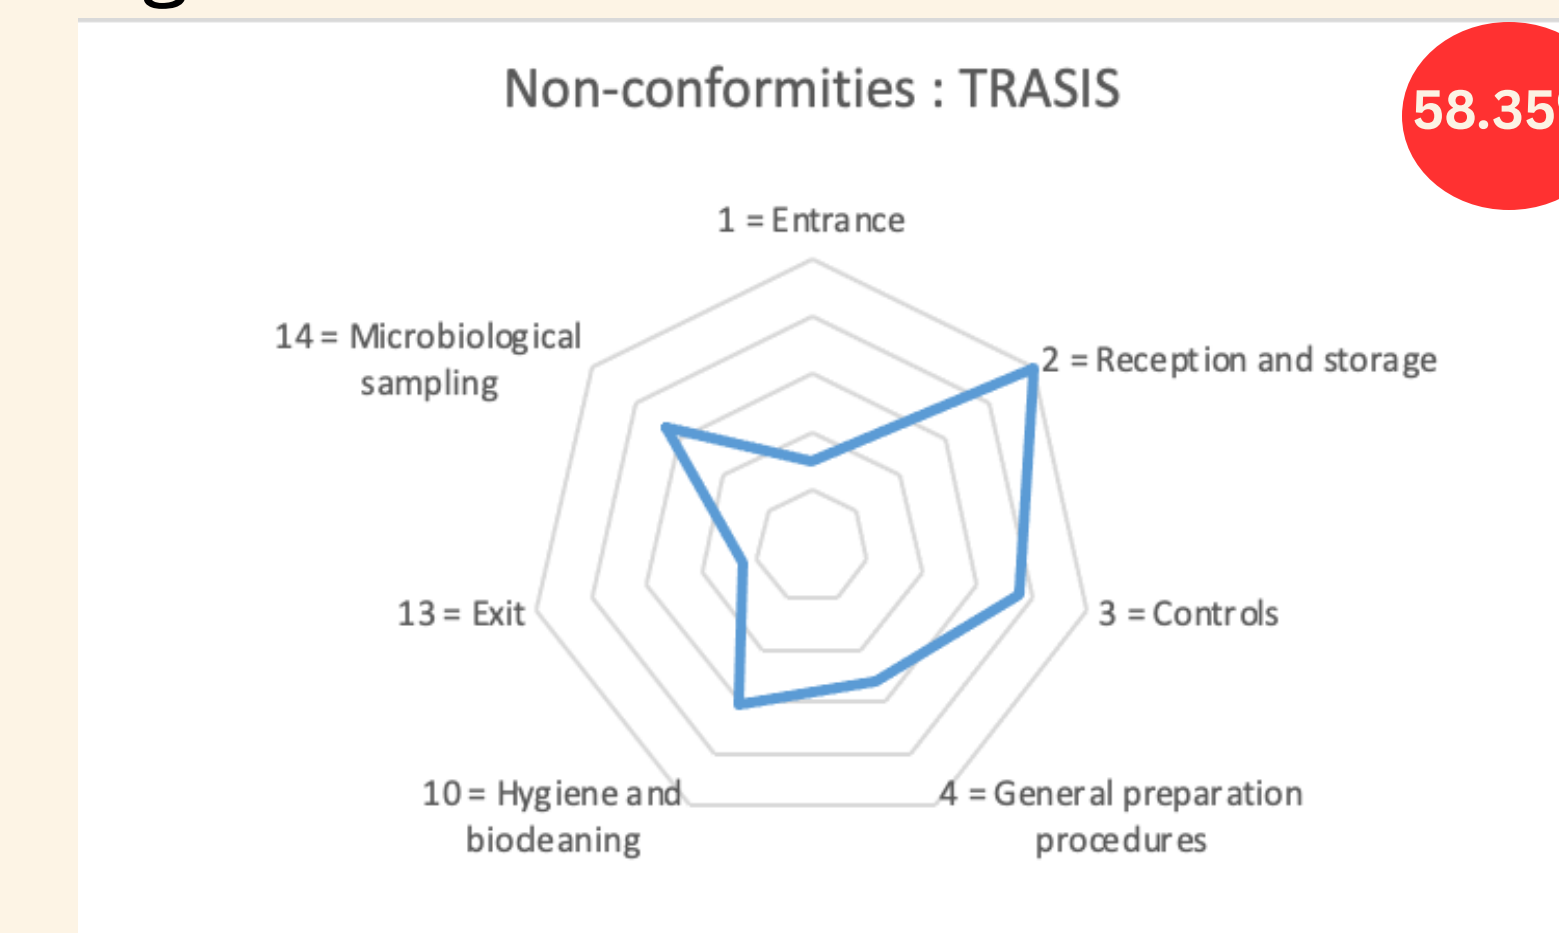 Non-conformities : TRASIS
58.35
1 = Entrance
14 = Microbiological
sampling
2 = Reception and storage
13 = Exit
3 = Controls
10 = Hygiene and
biodeaning
4 = General preparation
procedures